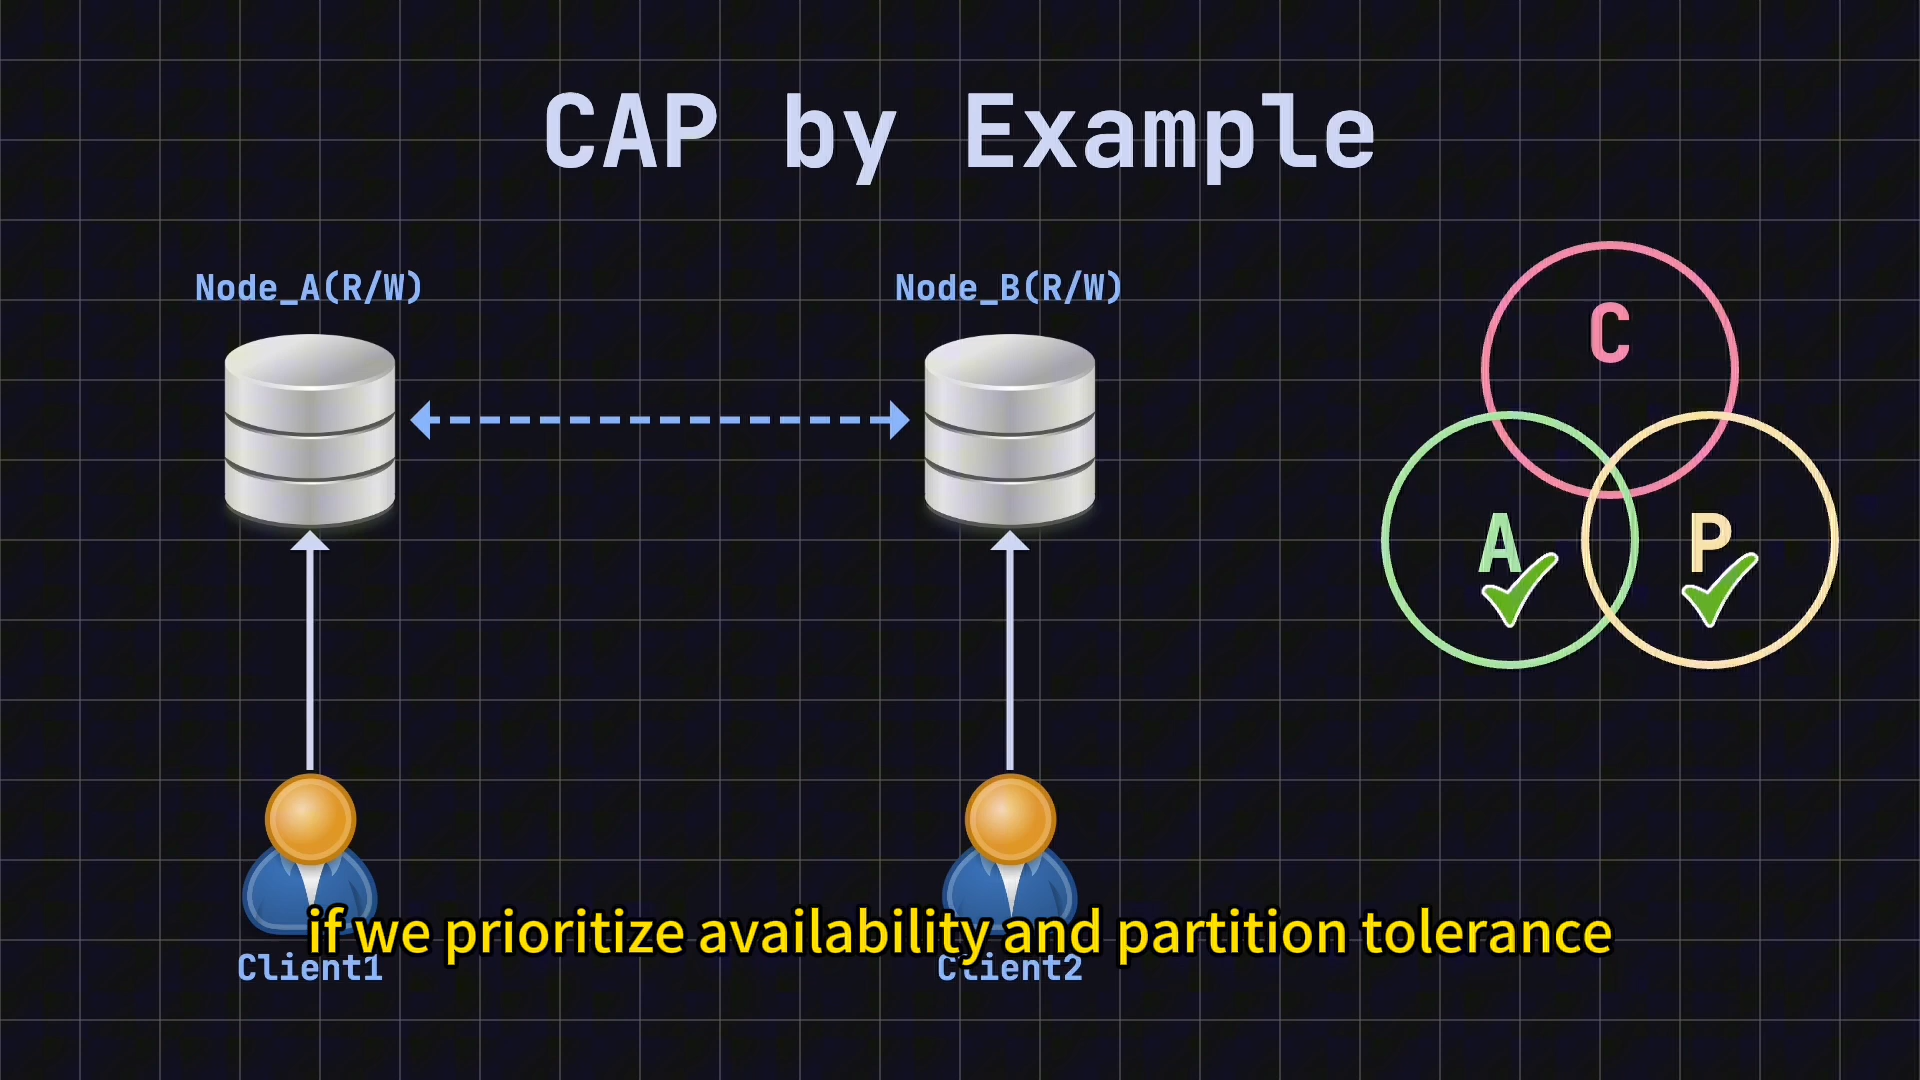 CAP by Example
Node_A(R/W)
Node_B(R/W)
C
A
P
if we prioritize availability and partition tolerance
Client1
Client2